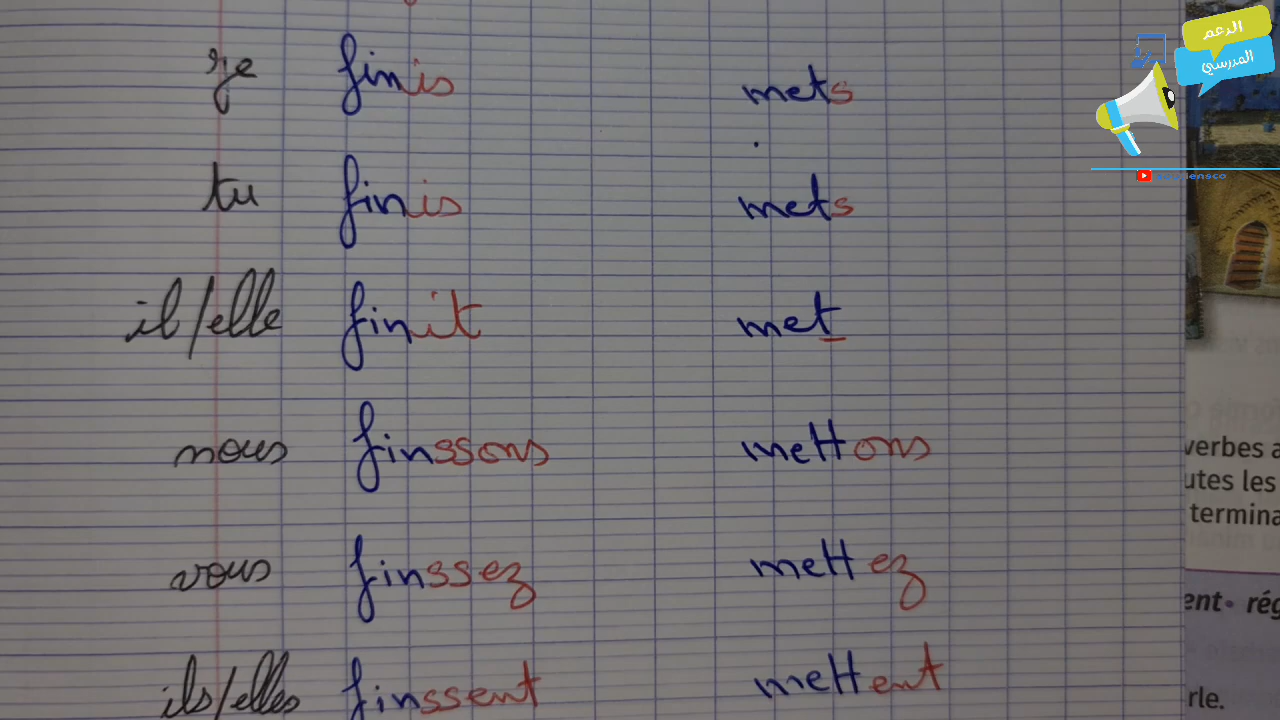 je finis mets
tu finis mets
il/elle finit met
nous finssons mettons
vous finssez mettez
ils/elles finssent mettent
الدعم
المدرسي
verbes a
utes les
termina
ent• rég
rle.